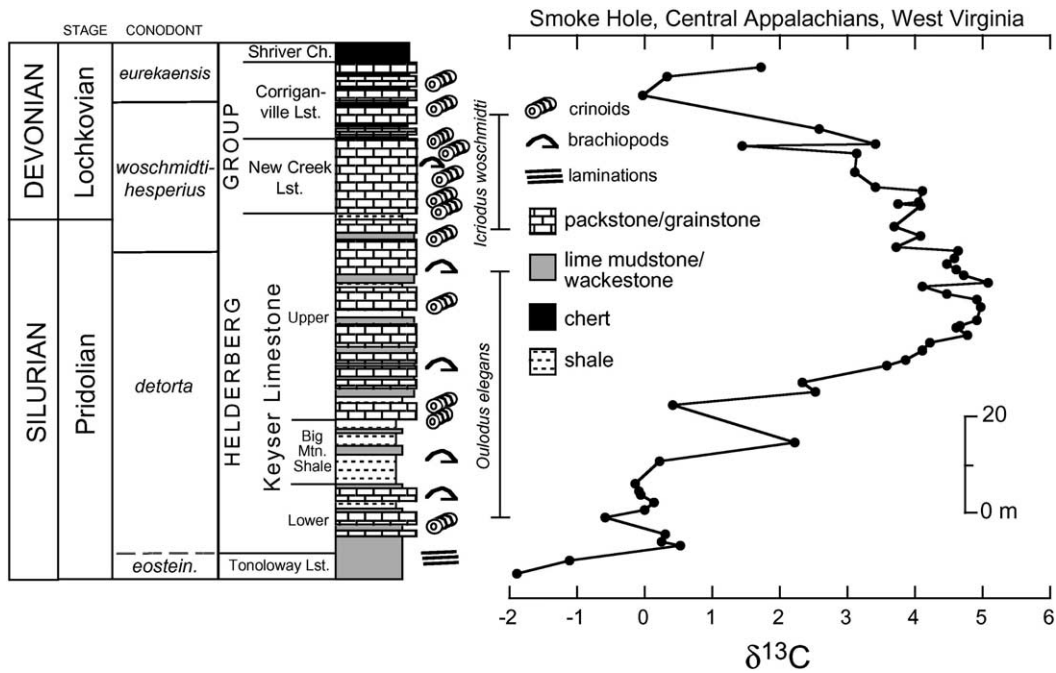 Smoke Hole, Central Appalachians, West Virginia
STAGE
CONODONT
DEVONIAN
SILURIAN
Lochkovian
Pridolian
eurekaensis
woschmidti-
hesperius
detorta
eostein.
HELDERBERG GROUP
Shriver Ch.
Corrigan-
ville Lst.
New Creek
Lst.
Keyser Limestone
Upper
Big
Mtn.
Shale
Lower
Tonoloway Lst.
Icriodus woschmidti
Oulodus elegans
crinoids
brachiopods
laminations
packstone/grainstone
lime mudstone/
wackestone
chert
shale
20
0 m
-2 -1 0 1 2 3 4 5 6
δ13C